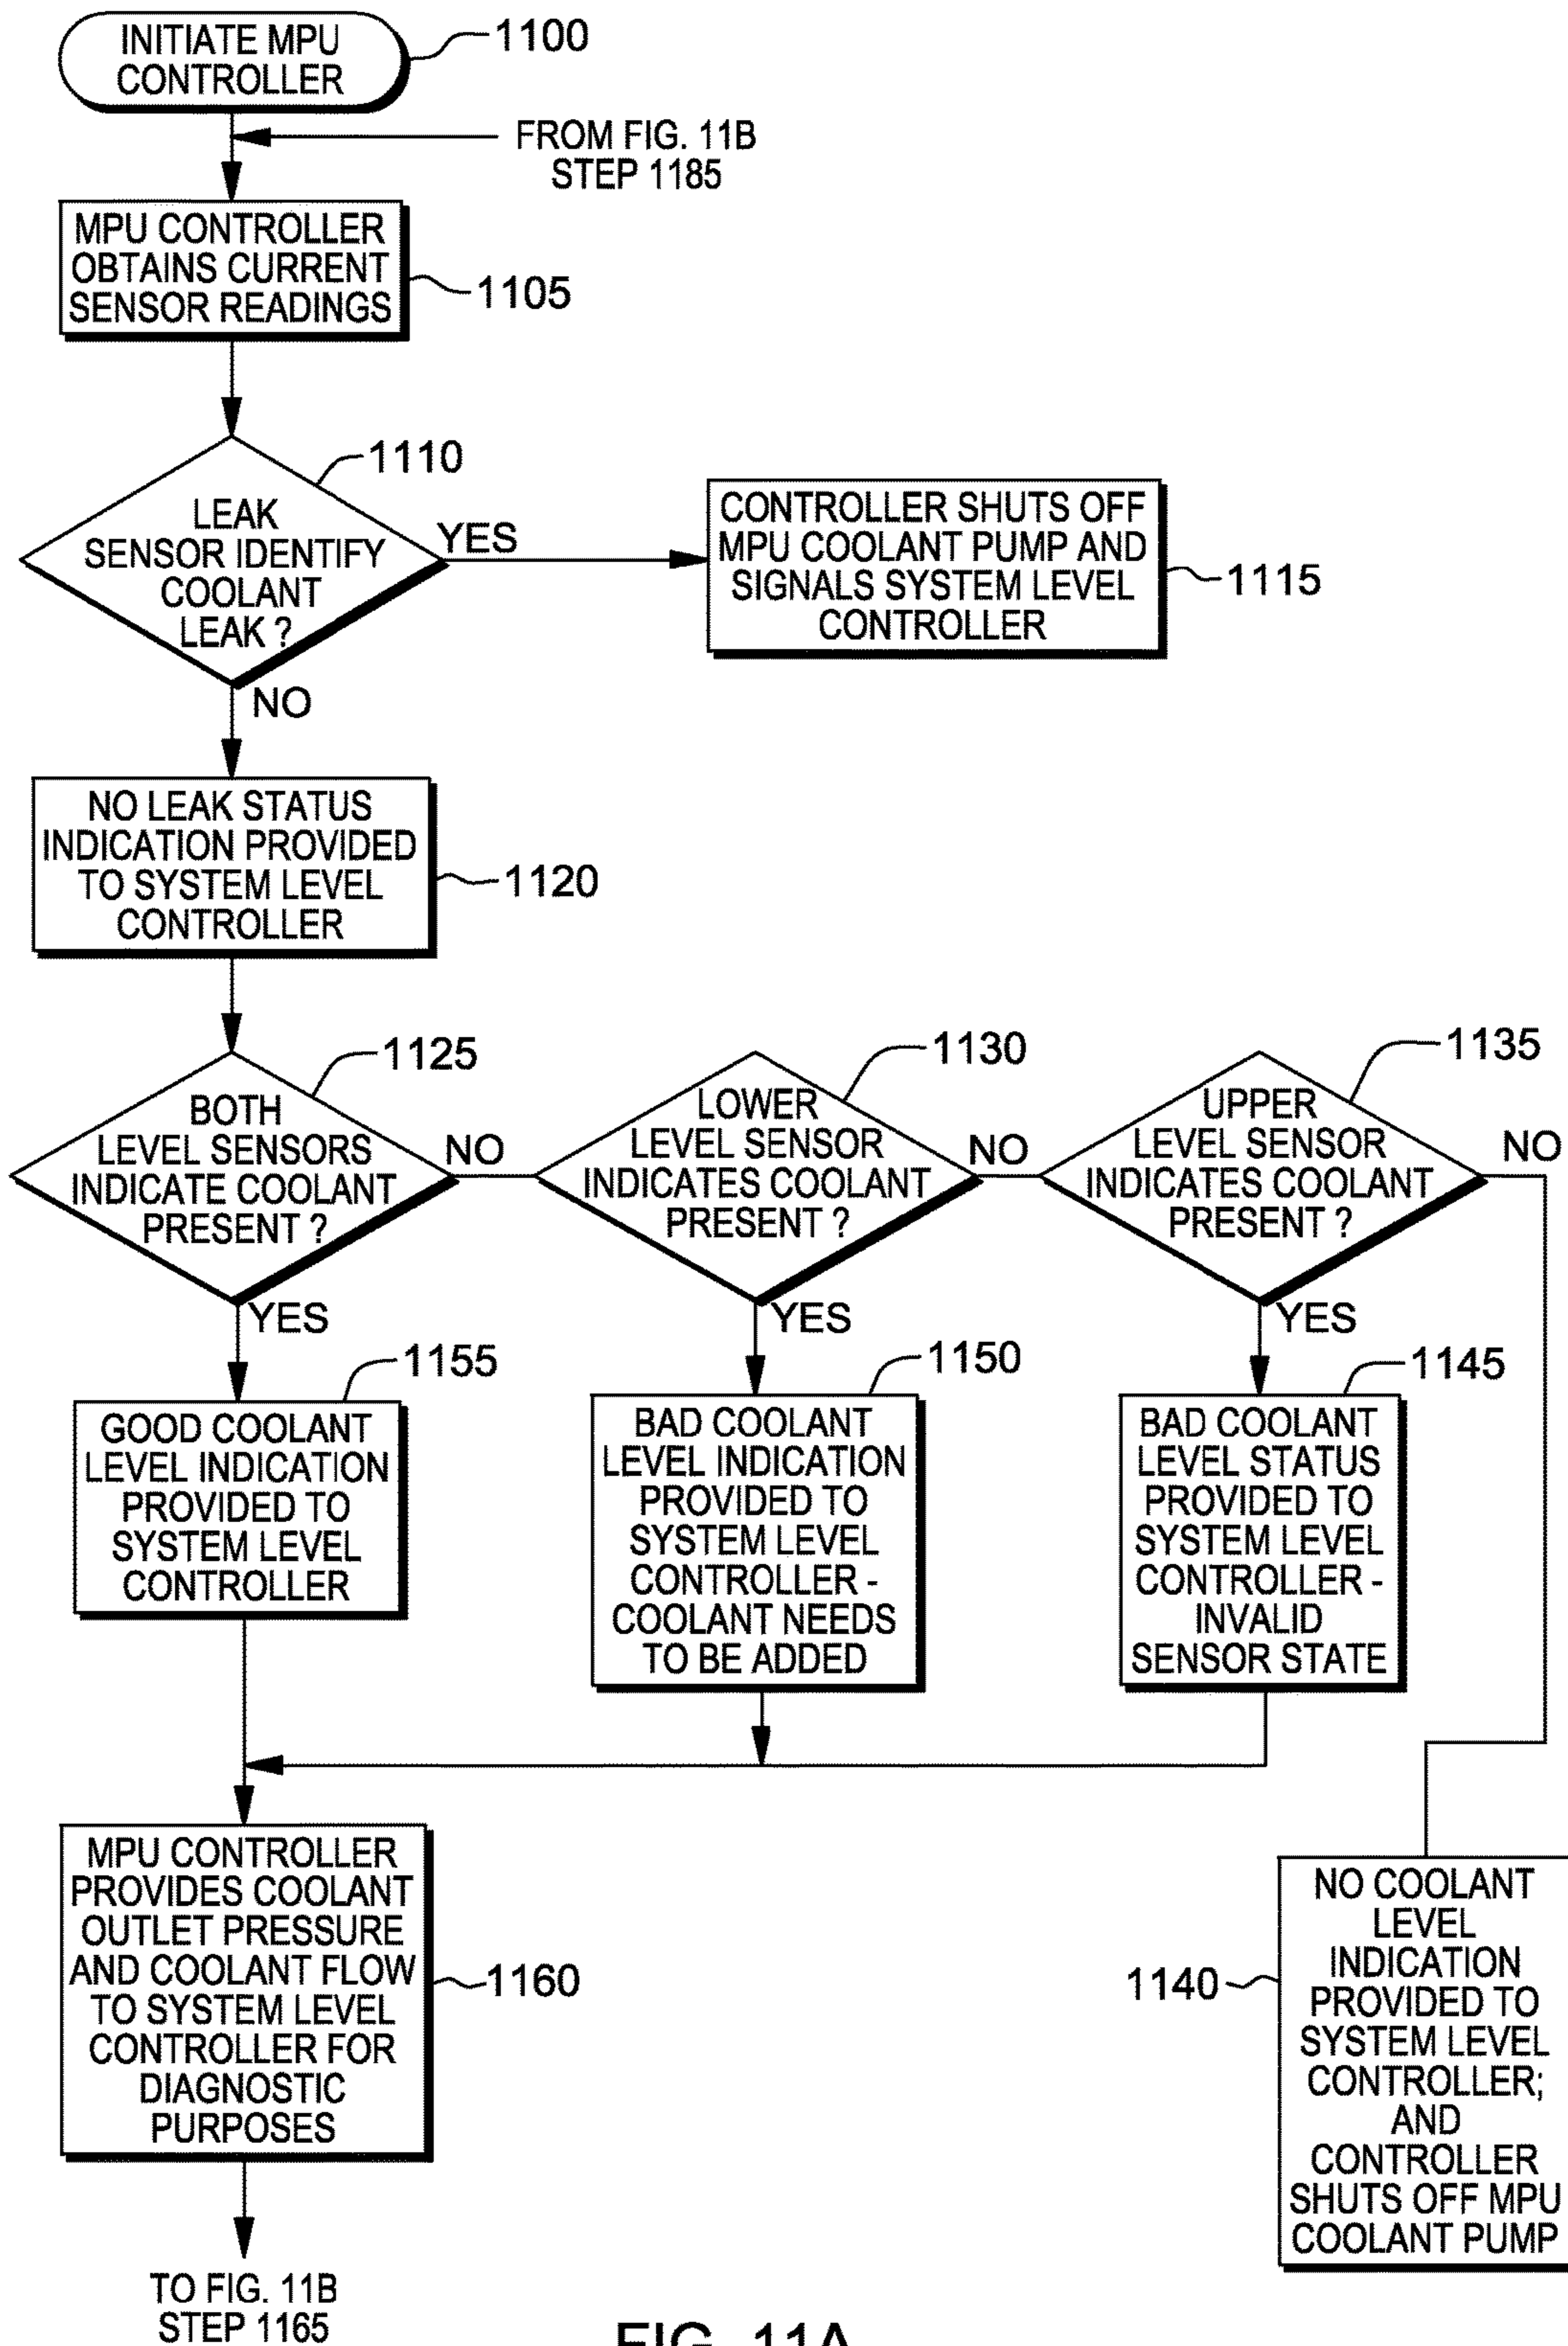 INITIATE MPU
CONTROLLER
1100
FROM FIG. 11B
STEP 1185
MPU CONTROLLER
OBTAINS CURRENT
SENSOR READINGS
1105
1110
LEAK
SENSOR IDENTIFY
COOLANT
LEAK ?
YES
NO
CONTROLLER SHUTS OFF
MPU COOLANT PUMP AND
SIGNALS SYSTEM LEVEL
CONTROLLER
1115
NO LEAK STATUS
INDICATION PROVIDED
TO SYSTEM LEVEL
CONTROLLER
1120
1125
BOTH
LEVEL SENSORS
INDICATE COOLANT
PRESENT ?
NO
YES
1130
LOWER
LEVEL SENSOR
INDICATES COOLANT
PRESENT ?
NO
YES
1135
UPPER
LEVEL SENSOR
INDICATES COOLANT
PRESENT ?
NO
YES
1155
GOOD COOLANT
LEVEL INDICATION
PROVIDED TO
SYSTEM LEVEL
CONTROLLER
1150
BAD COOLANT
LEVEL INDICATION
PROVIDED TO
SYSTEM LEVEL
CONTROLLER -
COOLANT NEEDS
TO BE ADDED
1145
BAD COOLANT
LEVEL STATUS
PROVIDED TO
SYSTEM LEVEL
CONTROLLER -
INVALID
SENSOR STATE
MPU CONTROLLER
PROVIDES COOLANT
OUTLET PRESSURE
AND COOLANT FLOW
TO SYSTEM LEVEL
CONTROLLER FOR
DIAGNOSTIC
PURPOSES
1160
1140
NO COOLANT
LEVEL
INDICATION
PROVIDED TO
SYSTEM LEVEL
CONTROLLER;
AND
CONTROLLER
SHUTS OFF MPU
COOLANT PUMP
TO FIG. 11B
STEP 1165
FIG. 11A